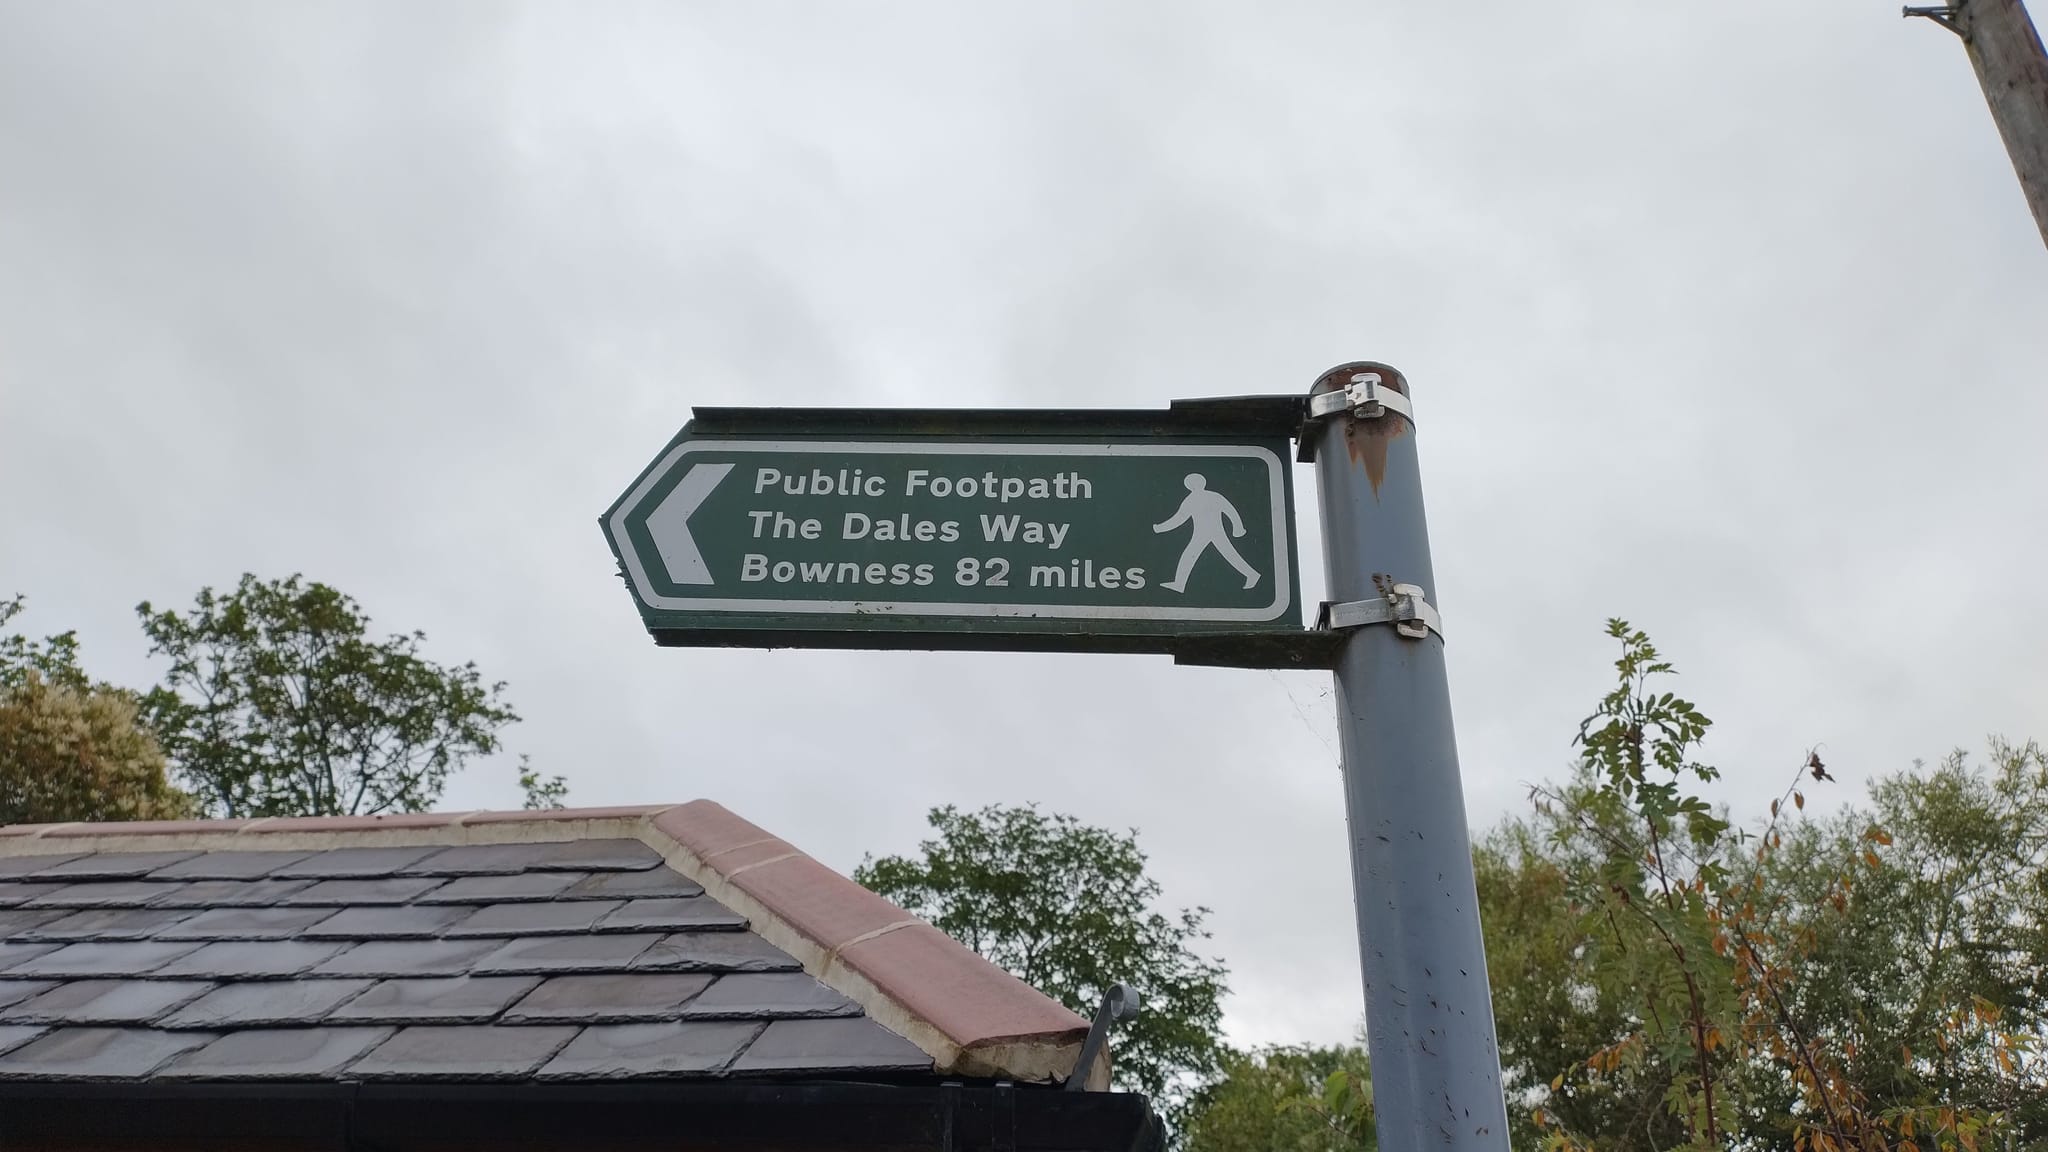 Public Footpath
The Dales Way
Bowness 82 miles